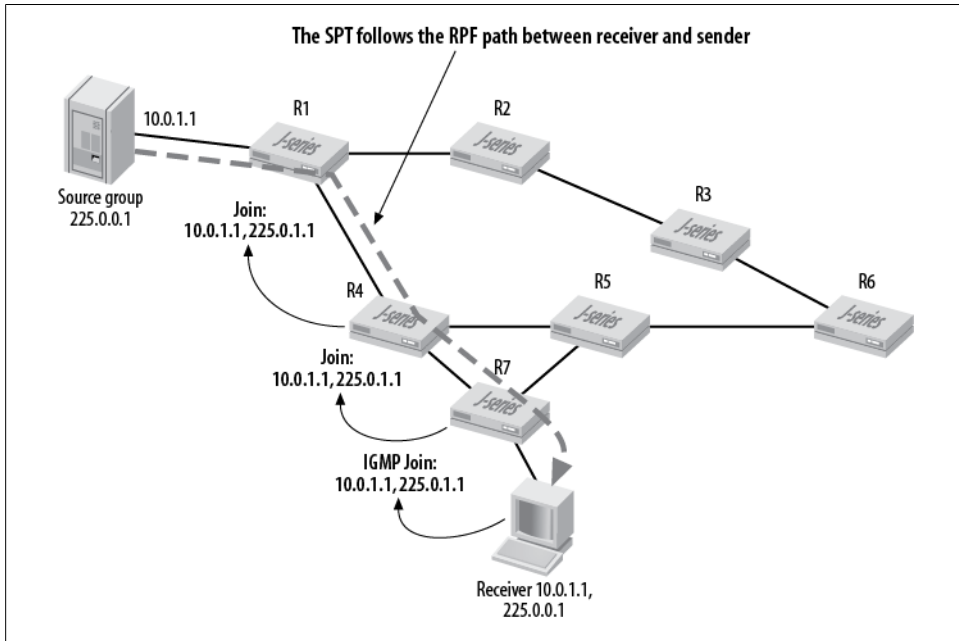 The SPT follows the RPF path between receiver and sender
10.0.1.1
R1
J-series
R2
J-series
Source group
225.0.0.1
R3
J-series
Join:
10.0.1.1, 225.0.1.1
R4
J-series
R5
J-series
R6
J-series
Join:
10.0.1.1, 225.0.1.1
R7
J-series
IGMP Join:
10.0.1.1, 225.0.1.1
Receiver 10.0.1.1,
225.0.0.1